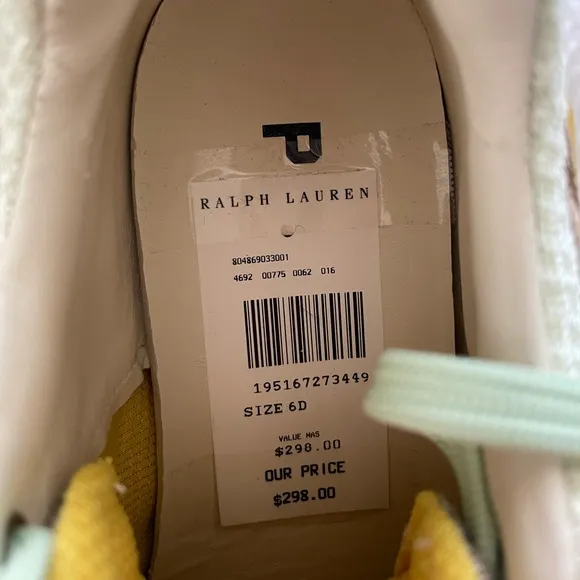 P
RALPH LAUREN
804869033001
4692 00775 0062 016
195167273449
SIZE 6D
VALUE WAS
$298.00
OUR PRICE
$298.00